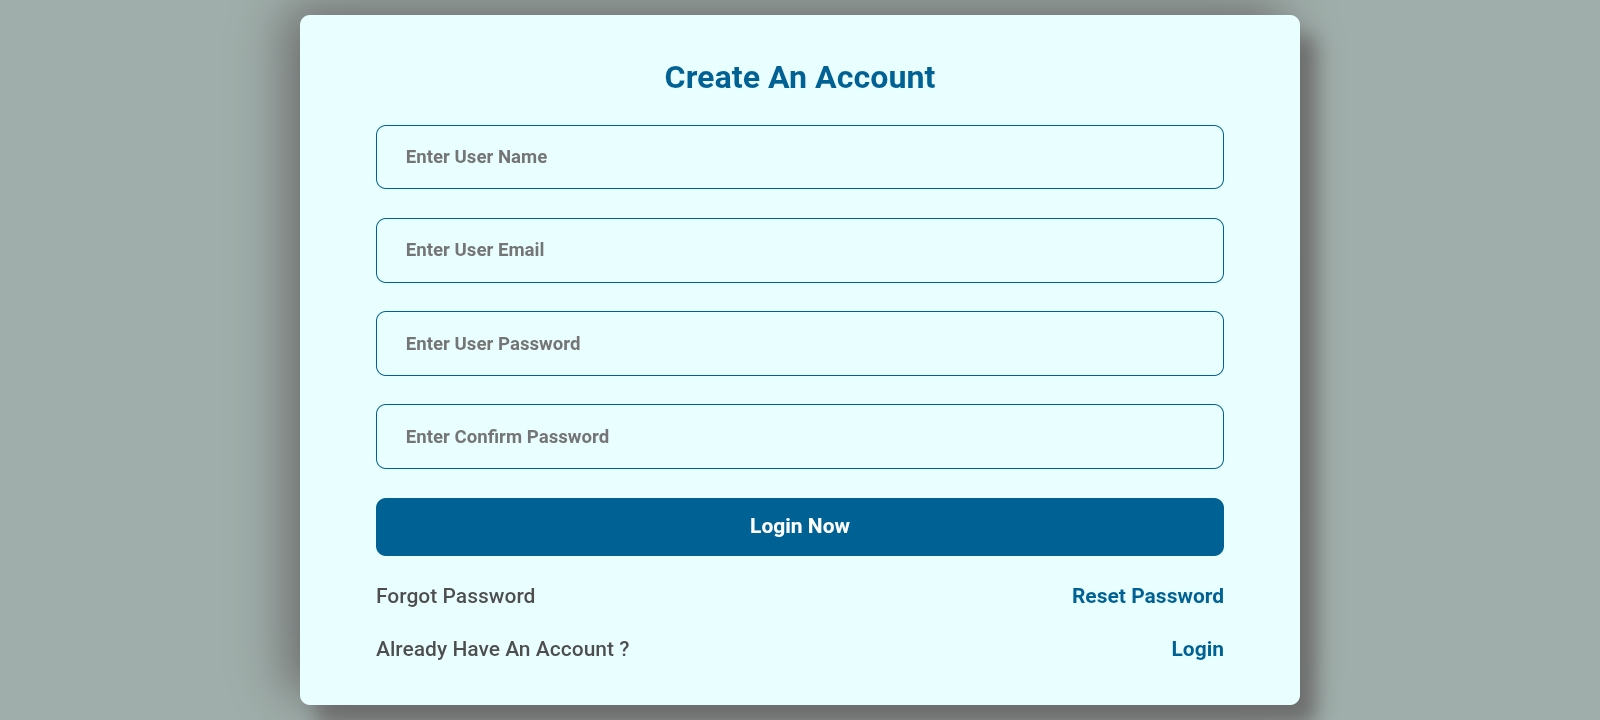 Create An Account
Enter User Name
Enter User Email
Enter User Password
Enter Confirm Password
Login Now
Forgot Password Reset Password
Already Have An Account ? Login